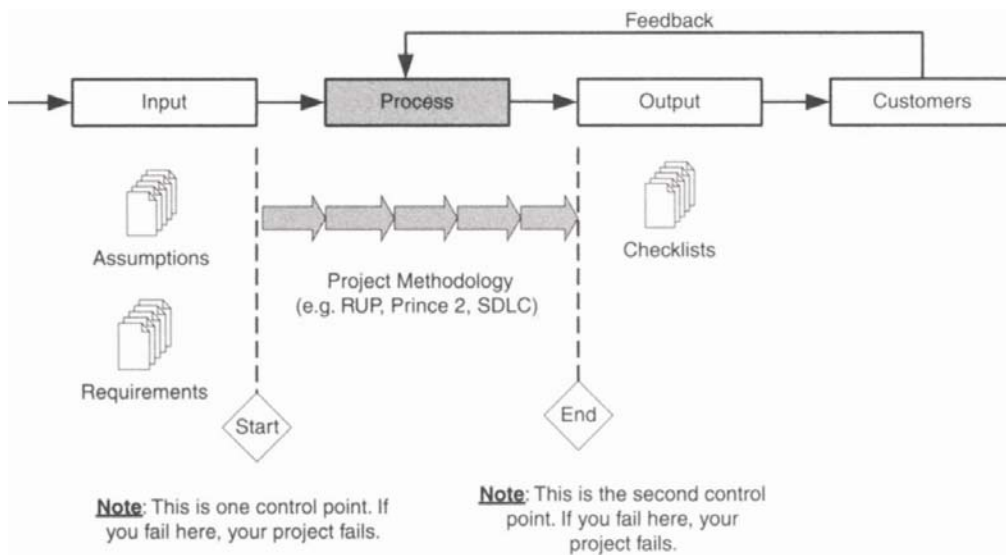 Feedback
Input
Process
Output
Customers
Assumptions
Checklists
Project Methodology
(e.g. RUP, Prince 2, SDLC)
Requirements
Start
End
Note: This is one control point. If
you fail here, your project fails.
Note: This is the second control
point. If you fail here, your
project fails.